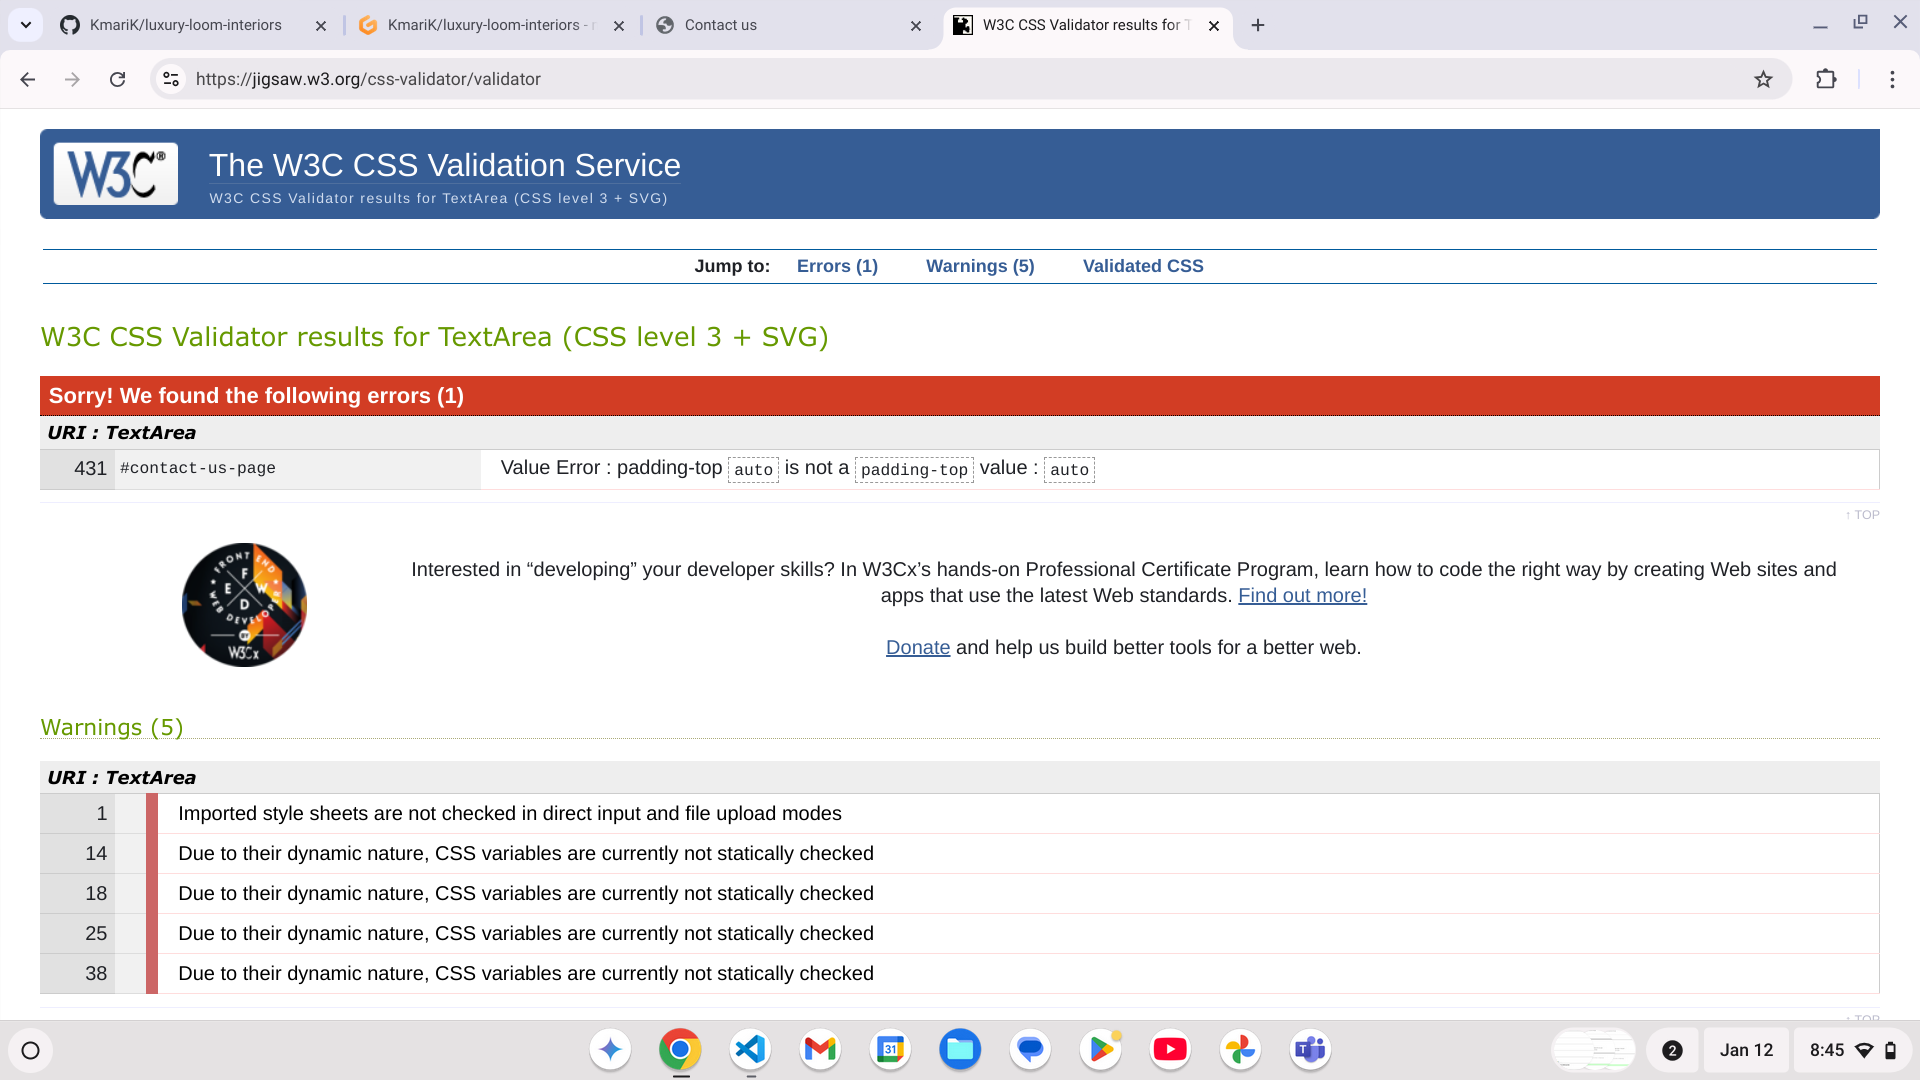 KmariK/luxury-loom-interiors
KmariK/luxury-loom-interiors -
Contact us
W3C CSS Validator results for T
https://jigsaw.w3.org/css-validator/validator
W3C®
The W3C CSS Validation Service
W3C CSS Validator results for TextArea (CSS level 3 + SVG)
Jump to: Errors (1) Warnings (5) Validated CSS
W3C CSS Validator results for TextArea (CSS level 3 + SVG)
Sorry! We found the following errors (1)
URI : TextArea
431 #contact-us-page Value Error : padding-top auto is not a padding-top value : auto
↑ TOP
FRONT END
WEB DEVELOPER
F E W D
BY
W3Cx
Interested in “developing” your developer skills? In W3Cx’s hands-on Professional Certificate Program, learn how to code the right way by creating Web sites and
apps that use the latest Web standards. Find out more!
Donate and help us build better tools for a better web.
Warnings (5)
URI : TextArea
1 Imported style sheets are not checked in direct input and file upload modes
14 Due to their dynamic nature, CSS variables are currently not statically checked
18 Due to their dynamic nature, CSS variables are currently not statically checked
25 Due to their dynamic nature, CSS variables are currently not statically checked
38 Due to their dynamic nature, CSS variables are currently not statically checked
↑ TOP
31
2
Jan 12
8:45